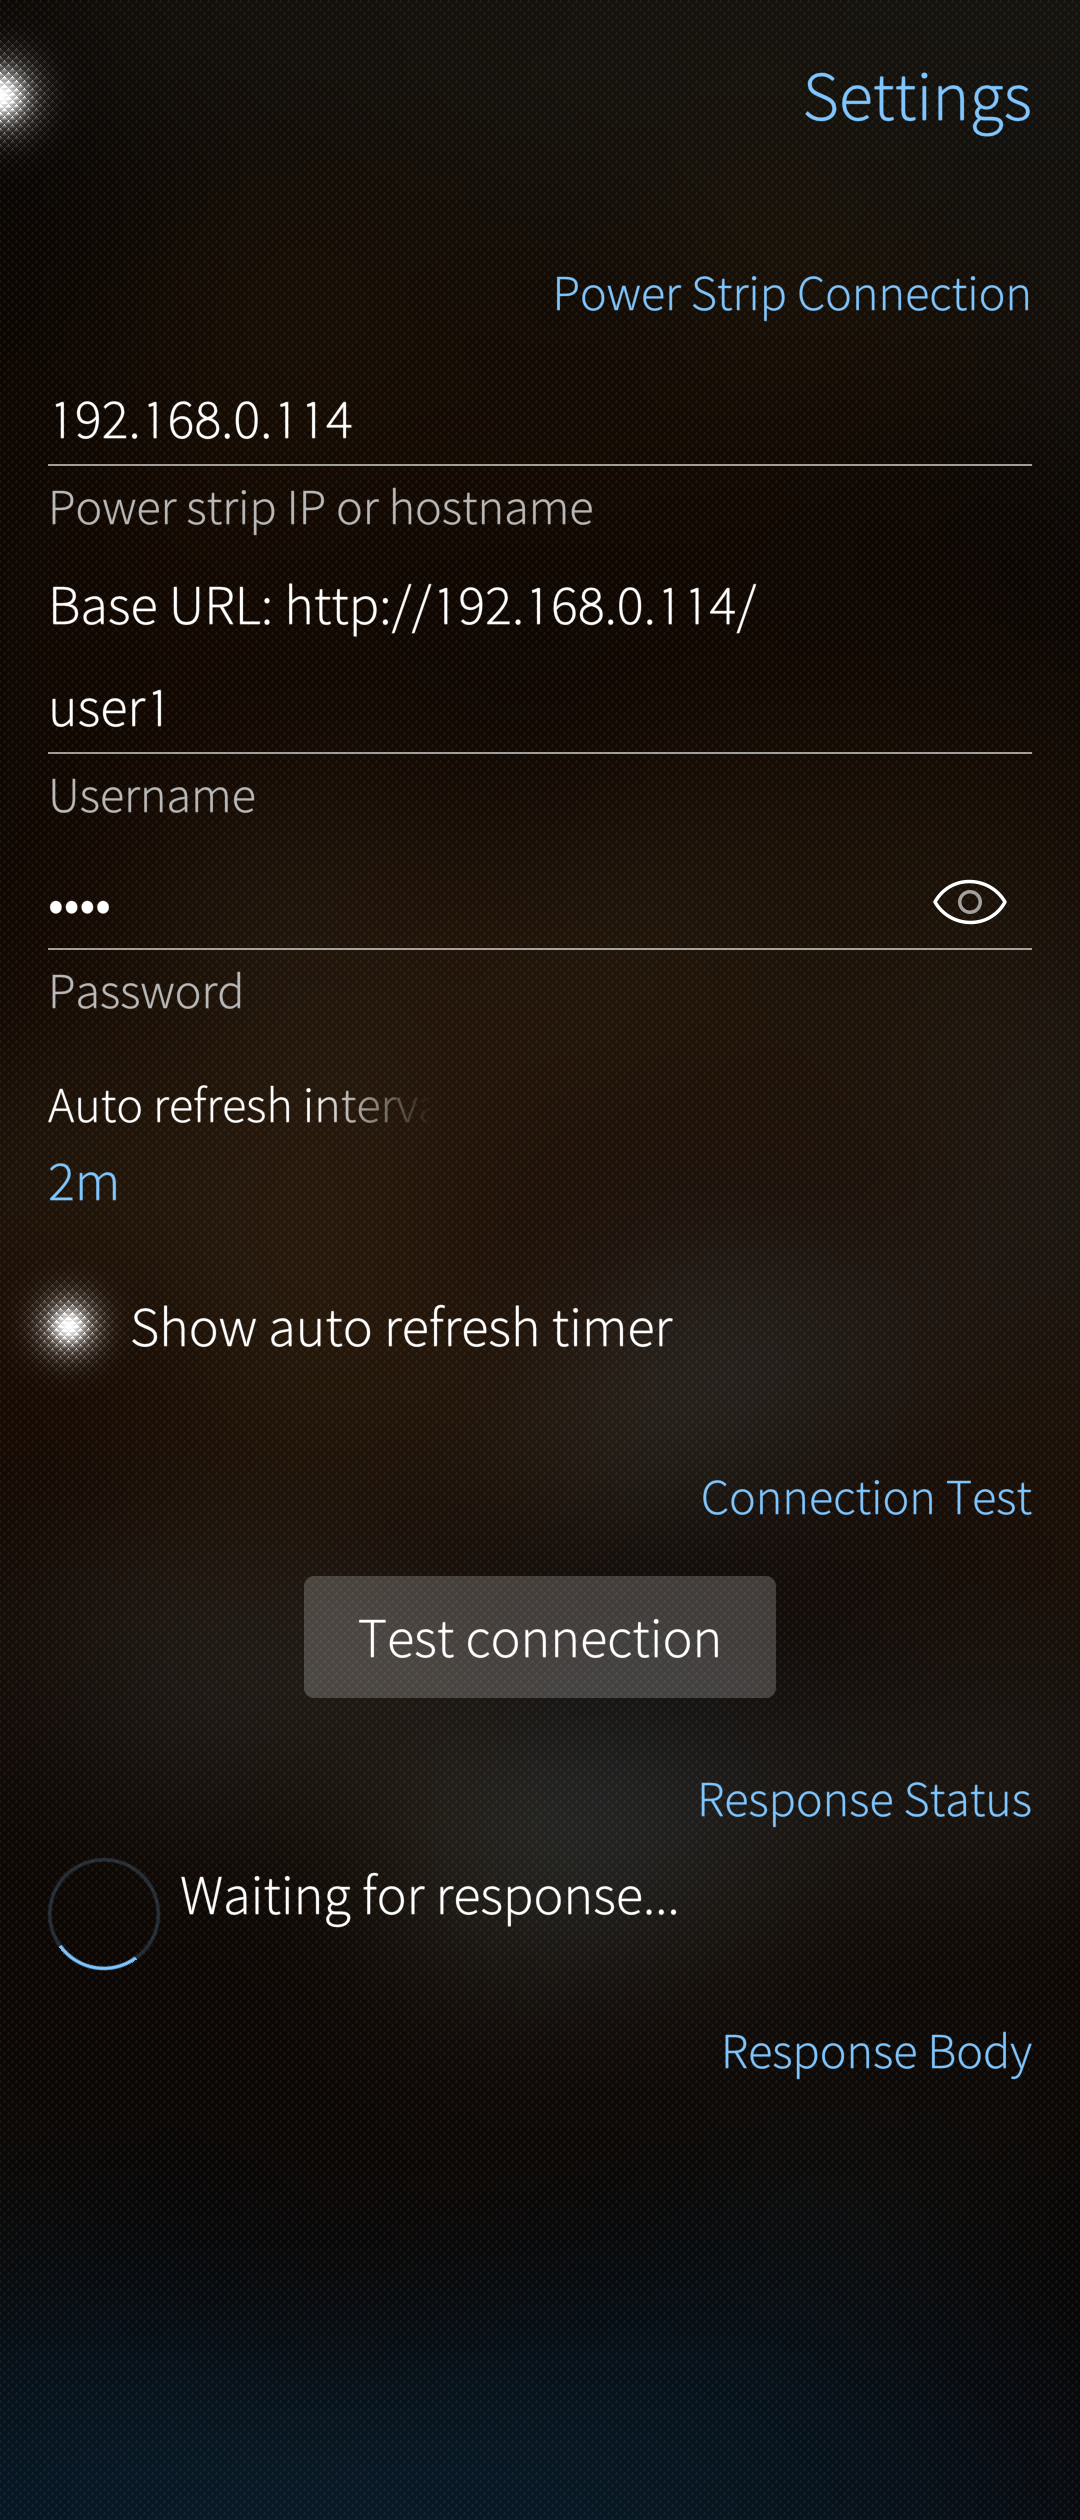 Settings
Power Strip Connection
192.168.0.114
Power strip IP or hostname
Base URL: http://192.168.0.114/
user1
Username
••••
Password
Auto refresh interva
2m
Show auto refresh timer
Connection Test
Test connection
Response Status
Waiting for response...
Response Body